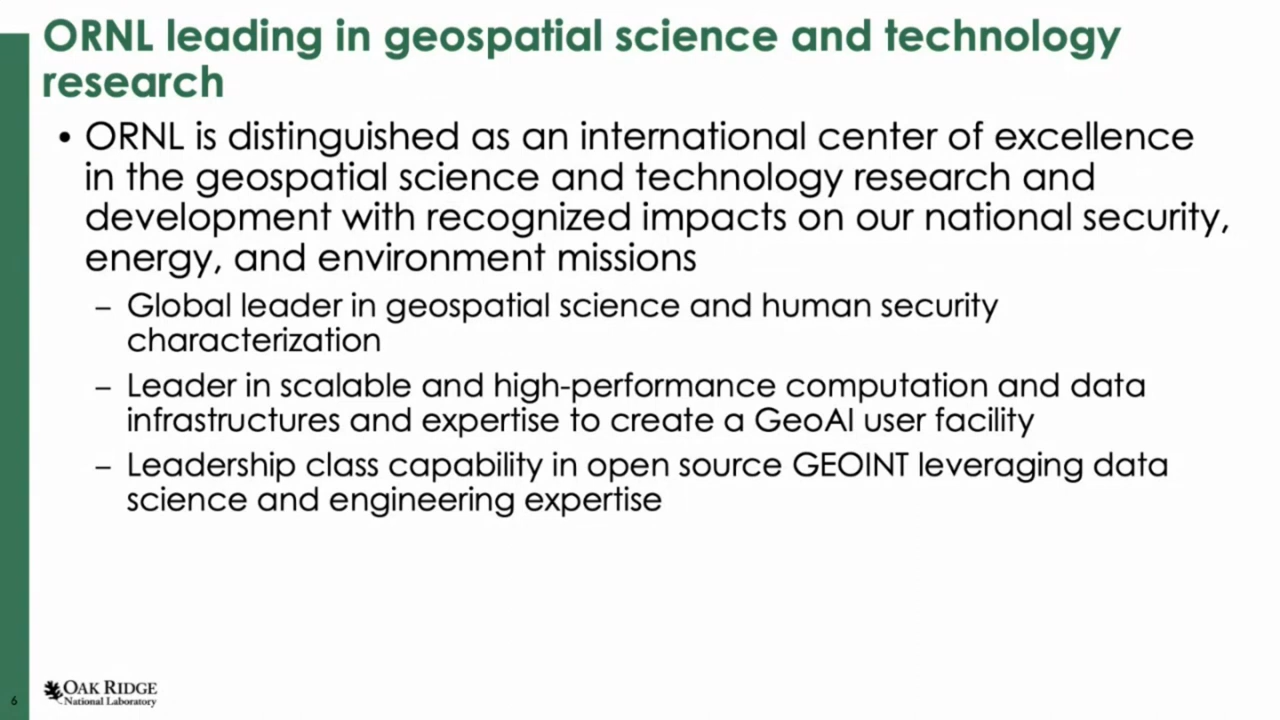 ORNL leading in geospatial science and technology
research
• ORNL is distinguished as an international center of excellence
in the geospatial science and technology research and
development with recognized impacts on our national security,
energy, and environment missions
– Global leader in geospatial science and human security
characterization
– Leader in scalable and high-performance computation and data
infrastructures and expertise to create a GeoAI user facility
– Leadership class capability in open source GEOINT leveraging data
science and engineering expertise
6
OAK RIDGE
National Laboratory